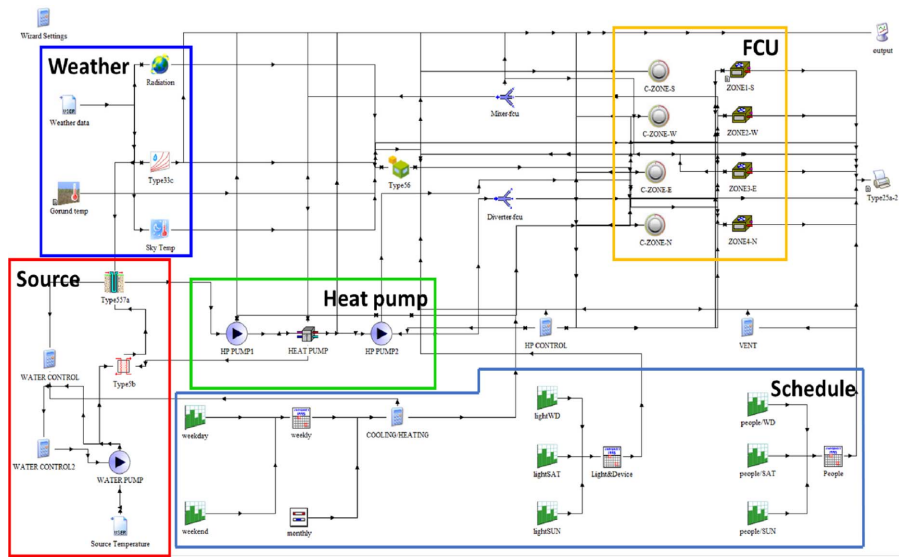 Wizard Settings
Weather
Radiation
USER
Weather data
Type33c
Gorund temp
Sky Temp
Mixer-fcu
Type56
Diverter-fcu
FCU
C-ZONE-S
ZONE1-S
C-ZONE-W
ZONE2-W
C-ZONE-E
ZONE3-E
C-ZONE-N
ZONE4-N
output
Type25a-2
Source
Type557a
WATER CONTROL
Type5b
WATER CONTROL2
WATER PUMP
USER
Source Temperature
Heat pump
HP PUMP1
HEAT PUMP
HP PUMP2
HP CONTROL
VENT
Schedule
weekday
weekly
COOLING/HEATING
weekend
monthly
lightWD
lightSAT
Light&Device
lightSUN
people/WD
people/SAT
People
people/SUN